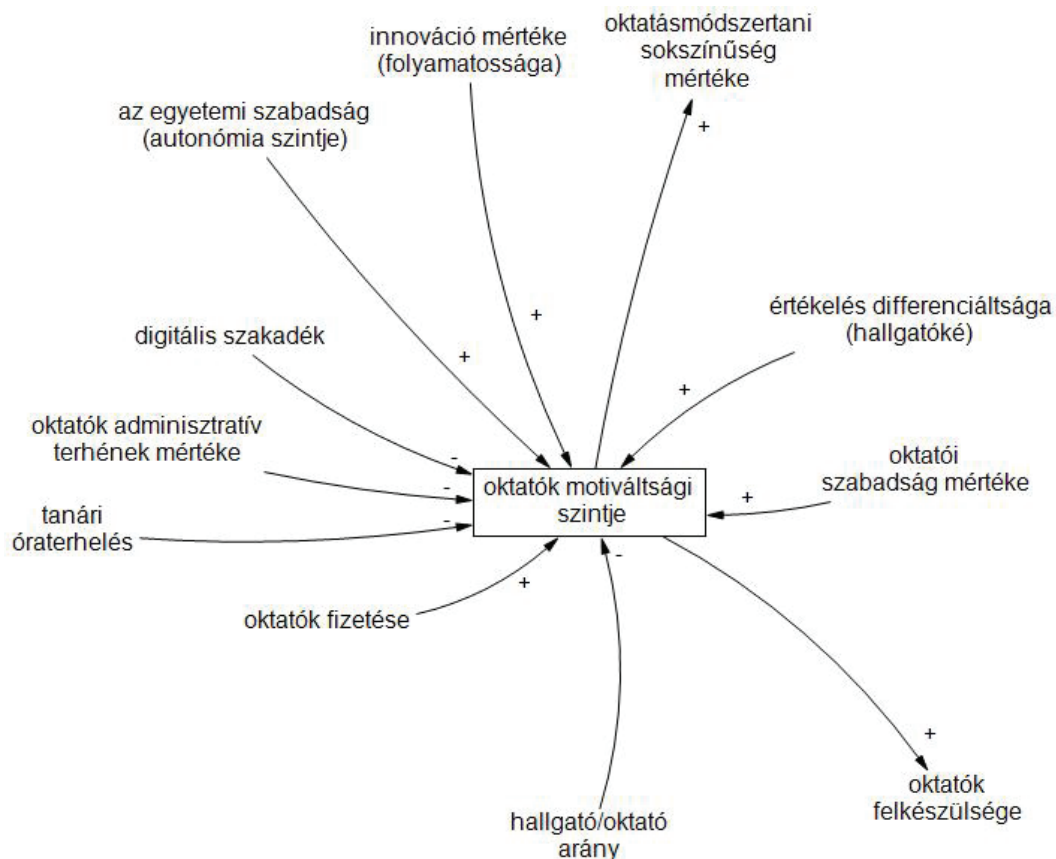 innováció mértéke
(folyamatossága)
oktatásmódszertani
sokszínűség
mértéke
+
az egyetemi szabadság
(autonómia szintje)
+
+
értékelés differenciáltsága
(hallgatóké)
+
digitális szakadék
-
oktatók adminisztratív
terhének mértéke
-
oktatók motiváltsági
szintje
oktatói
szabadság mértéke
+
tanári
óraterhelés
-
oktatók fizetése
+
-
+
oktatók
felkészülsége
hallgató/oktató
arány